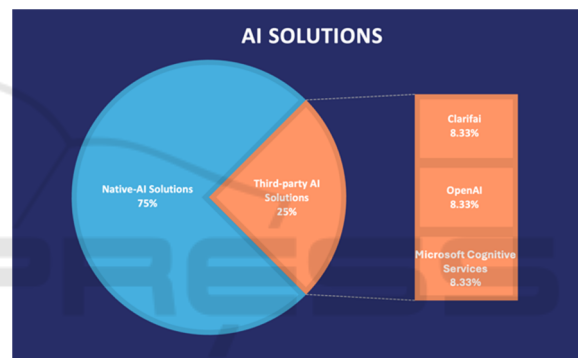 AI SOLUTIONS
Native-AI Solutions
75%
Third-party AI
Solutions
25%
Clarifai
8.33%
OpenAI
8.33%
Microsoft Cognitive
Services
8.33%
PRESS